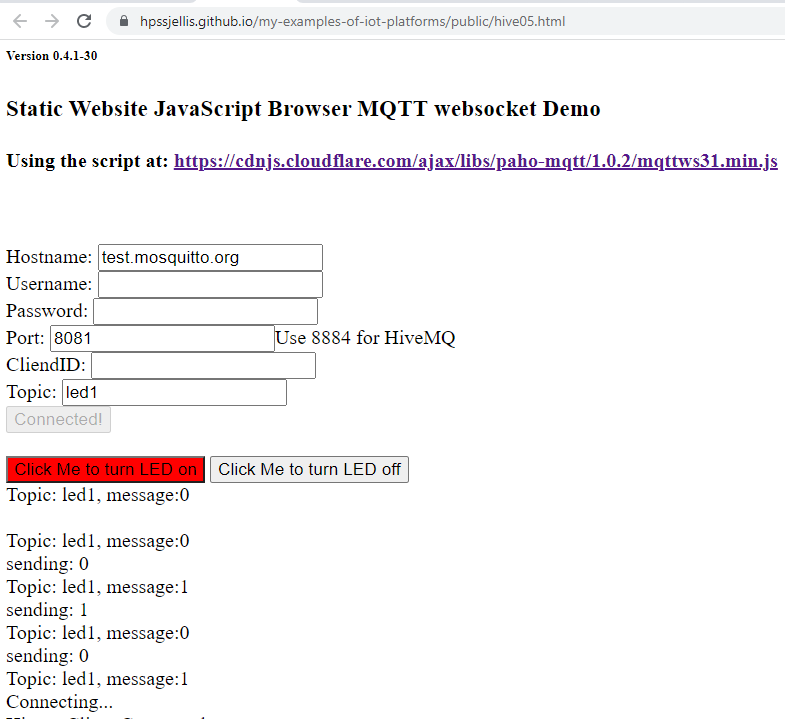 hpssjellis.github.io/my-examples-of-iot-platforms/public/hive05.html
Version 0.4.1-30
Static Website JavaScript Browser MQTT websocket Demo
Using the script at: https://cdnjs.cloudflare.com/ajax/libs/paho-mqtt/1.0.2/mqttws31.min.js
Hostname: test.mosquitto.org
Username:
Password:
Port: 8081 Use 8884 for HiveMQ
CliendID:
Topic: led1
Connected!
Click Me to turn LED on Click Me to turn LED off
Topic: led1, message:0
Topic: led1, message:0
sending: 0
Topic: led1, message:1
sending: 1
Topic: led1, message:0
sending: 0
Topic: led1, message:1
Connecting...